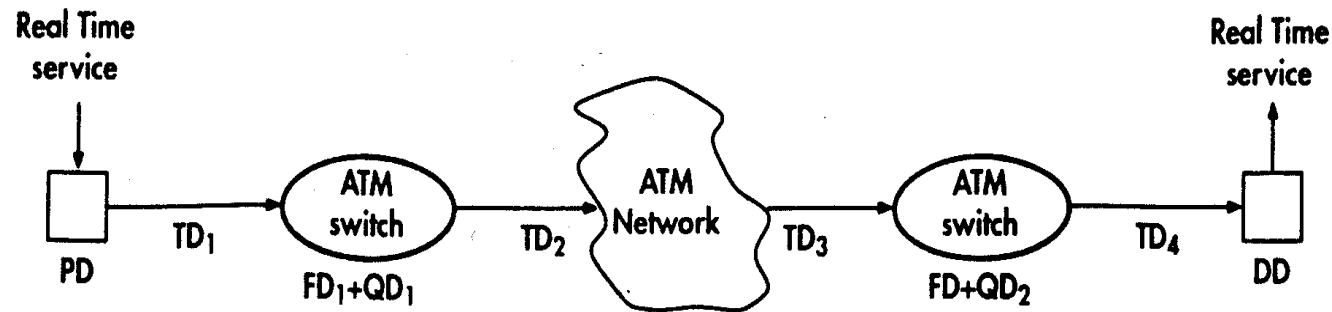 Real Time
service
Real Time
service
ATM
switch
ATM
Network
ATM
switch
TD1
TD2
TD3
TD4
PD
FD1+QD1
FD+QD2
DD